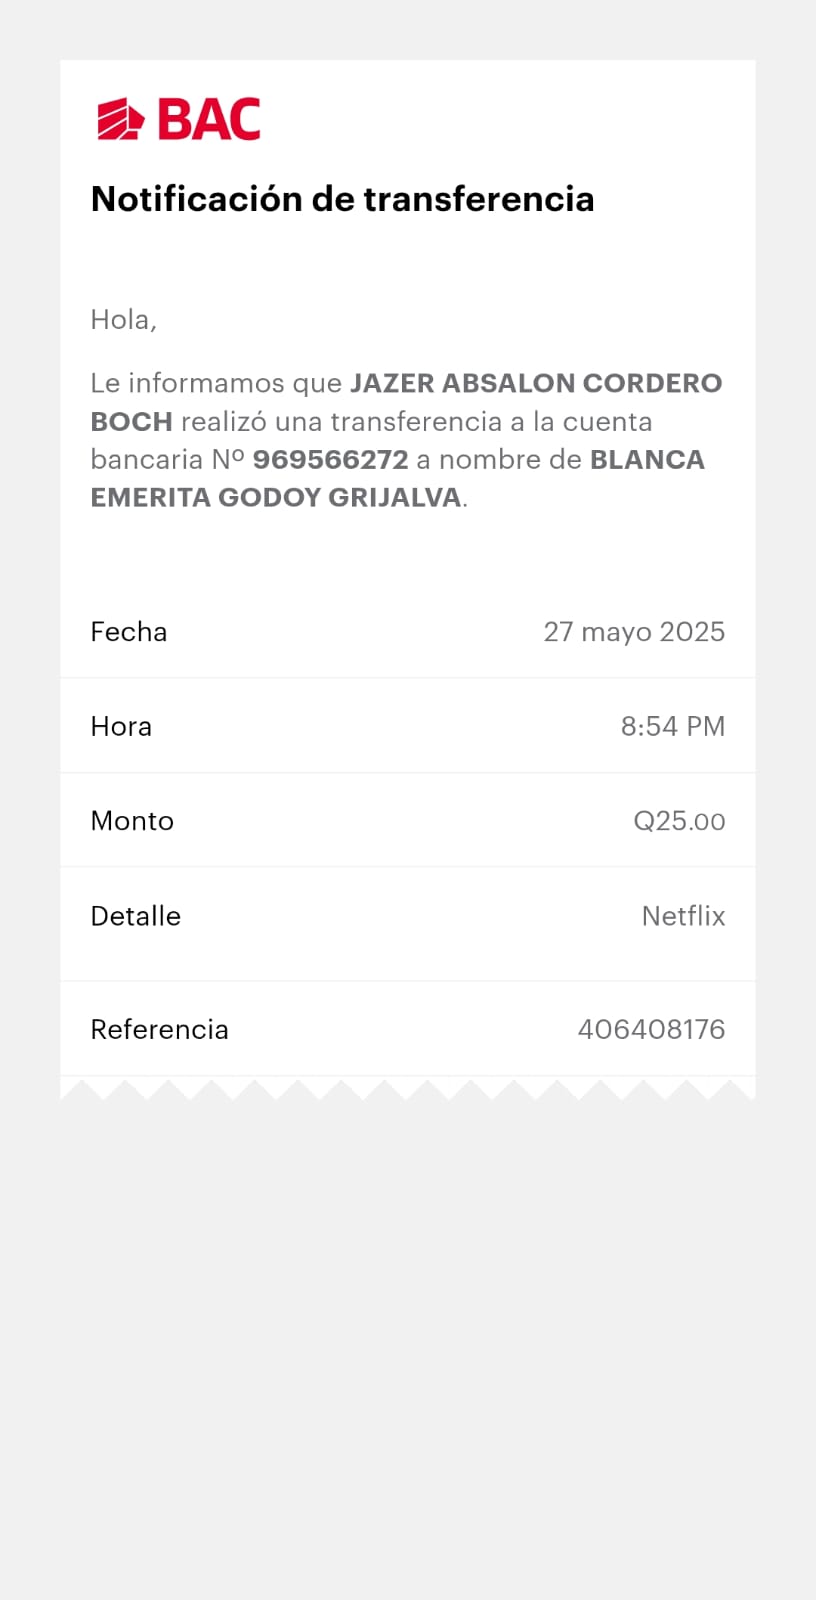 BAC
Notificación de transferencia
Hola,
Le informamos que JAZER ABSALON CORDERO
BOCH realizó una transferencia a la cuenta
bancaria Nº 969566272 a nombre de BLANCA
EMERITA GODOY GRIJALVA.
Fecha 27 mayo 2025
Hora 8:54 PM
Monto Q25.00
Detalle Netflix
Referencia 406408176